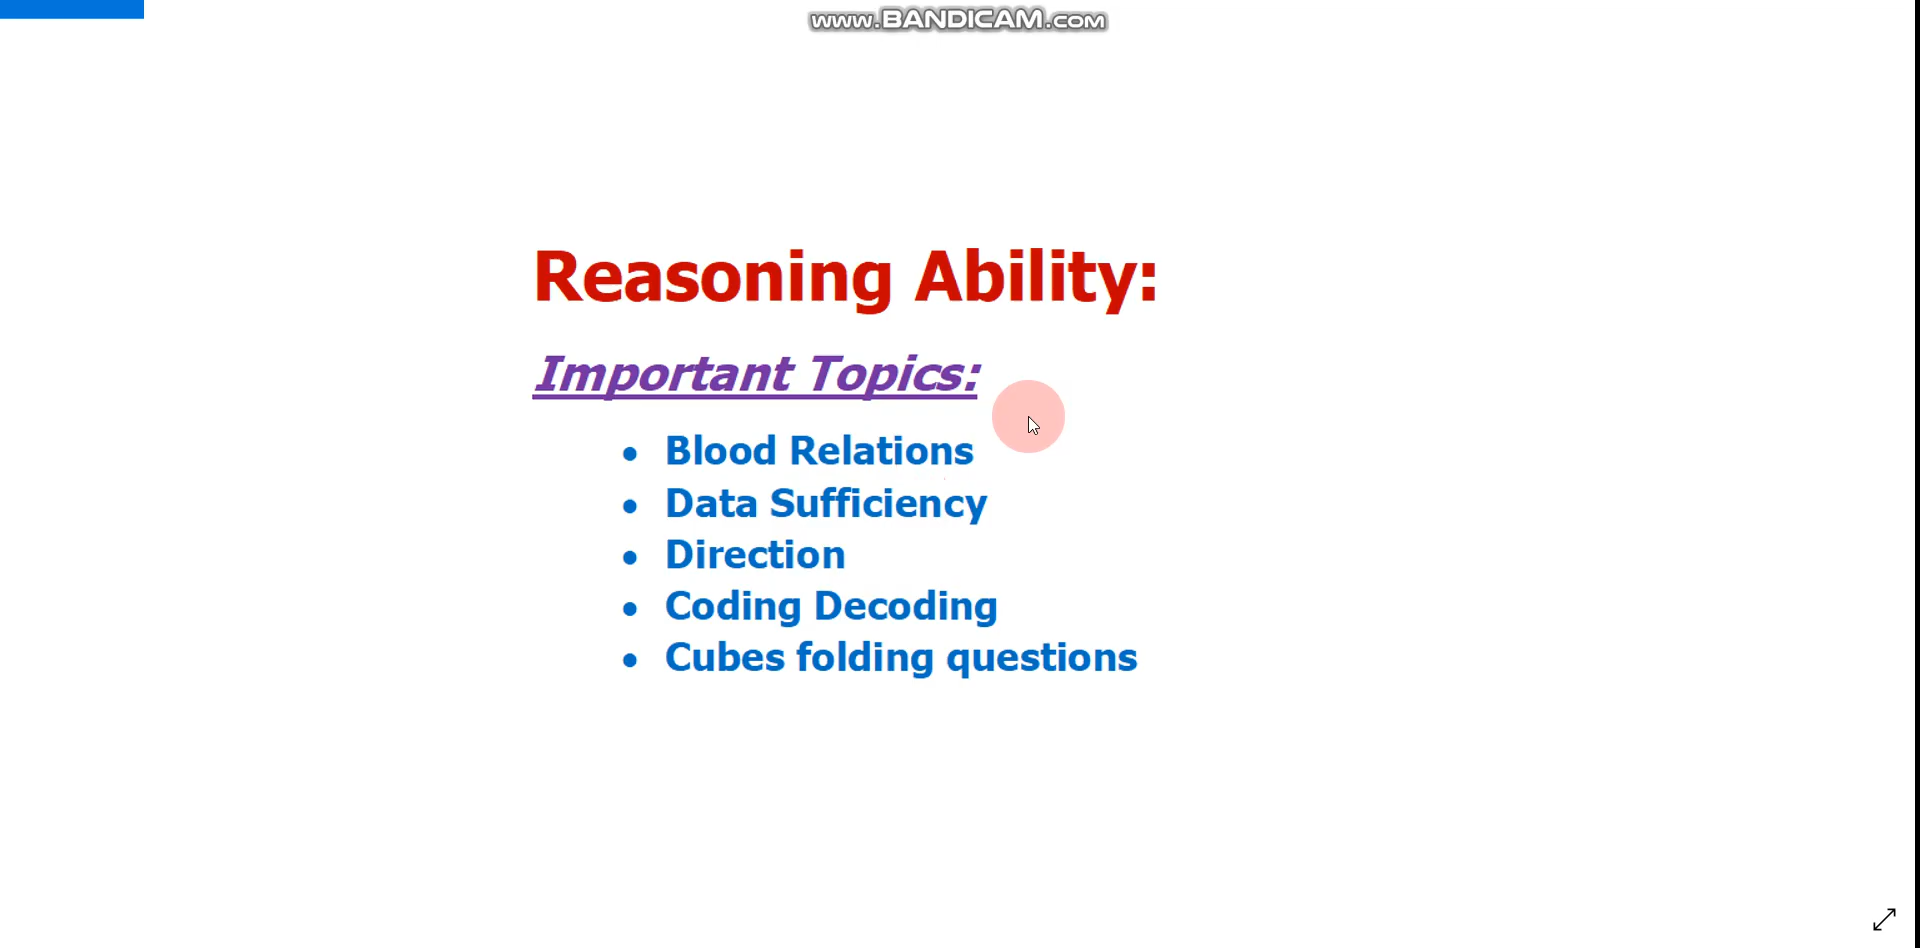 www.BANDICAM.com
Reasoning Ability:
Important Topics:
• Blood Relations
• Data Sufficiency
• Direction
• Coding Decoding
• Cubes folding questions